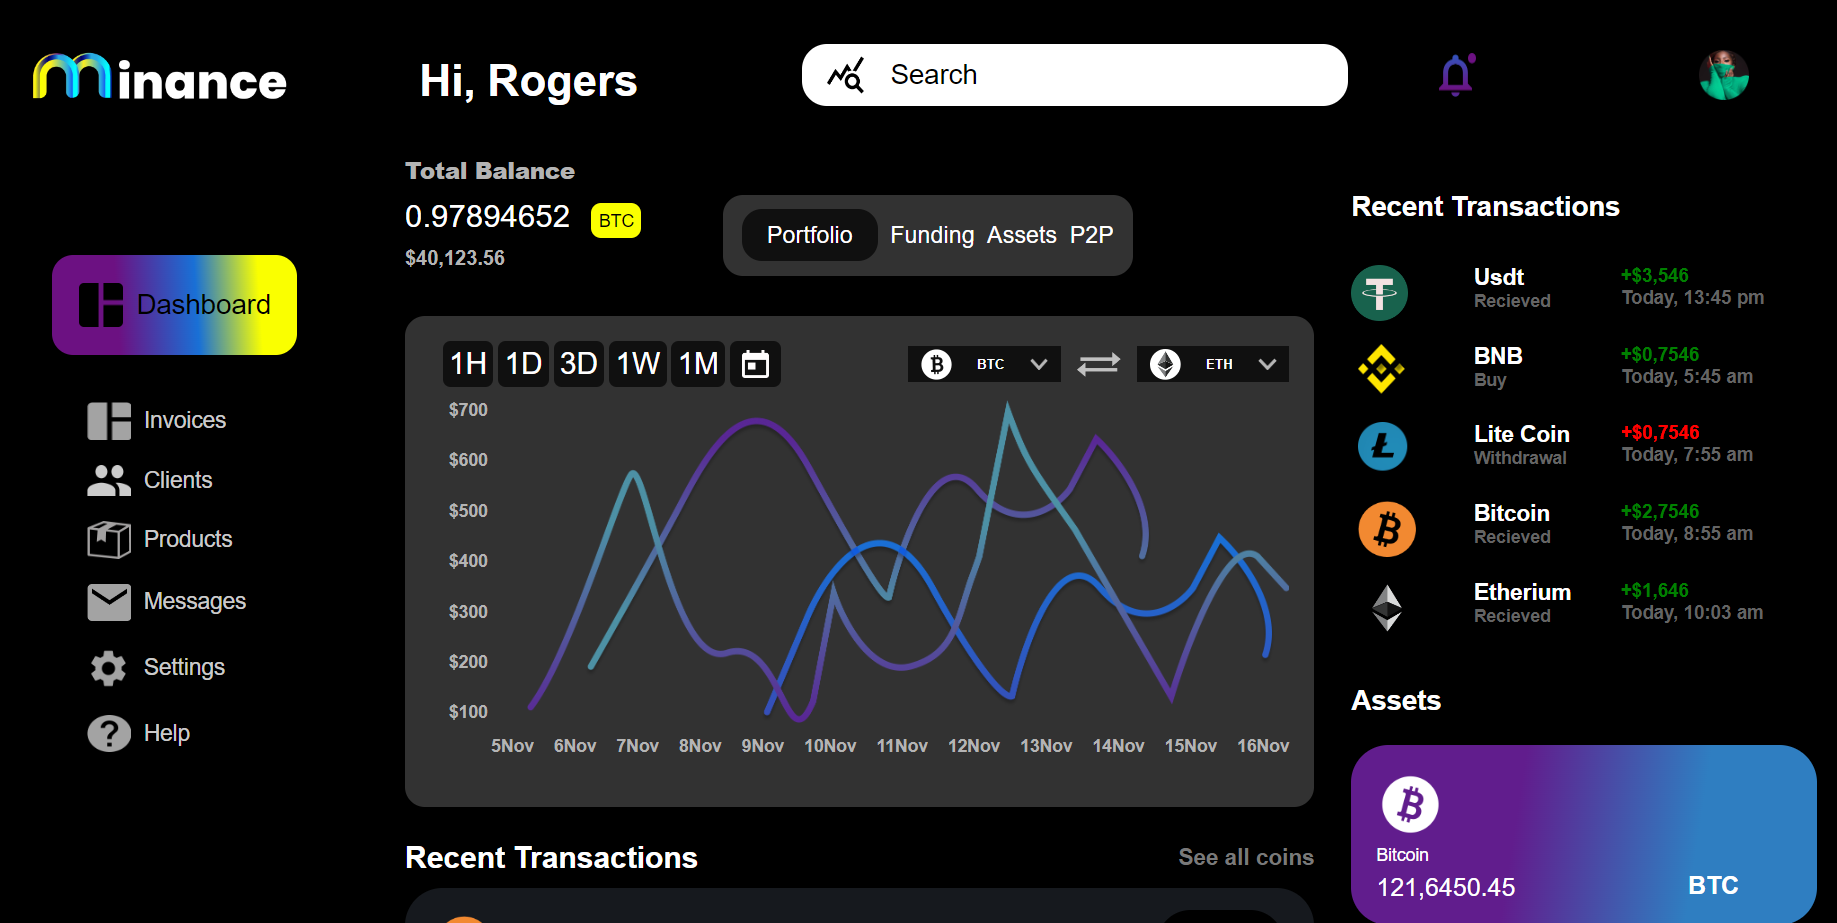 minance
Hi, Rogers
Search
Total Balance
0.97894652 BTC
$40,123.56
Portfolio Funding Assets P2P
Dashboard
Invoices
Clients
Products
Messages
Settings
Help
1H 1D 3D 1W 1M
BTC
ETH
$700
$600
$500
$400
$300
$200
$100
5Nov 6Nov 7Nov 8Nov 9Nov 10Nov 11Nov 12Nov 13Nov 14Nov 15Nov 16Nov
Recent Transactions
See all coins
Recent Transactions
Usdt
Recieved
+$3,546
Today, 13:45 pm
BNB
Buy
+$0,7546
Today, 5:45 am
Lite Coin
Withdrawal
+$0,7546
Today, 7:55 am
Bitcoin
Recieved
+$2,7546
Today, 8:55 am
Etherium
Recieved
+$1,646
Today, 10:03 am
Assets
Bitcoin
121,6450.45
BTC